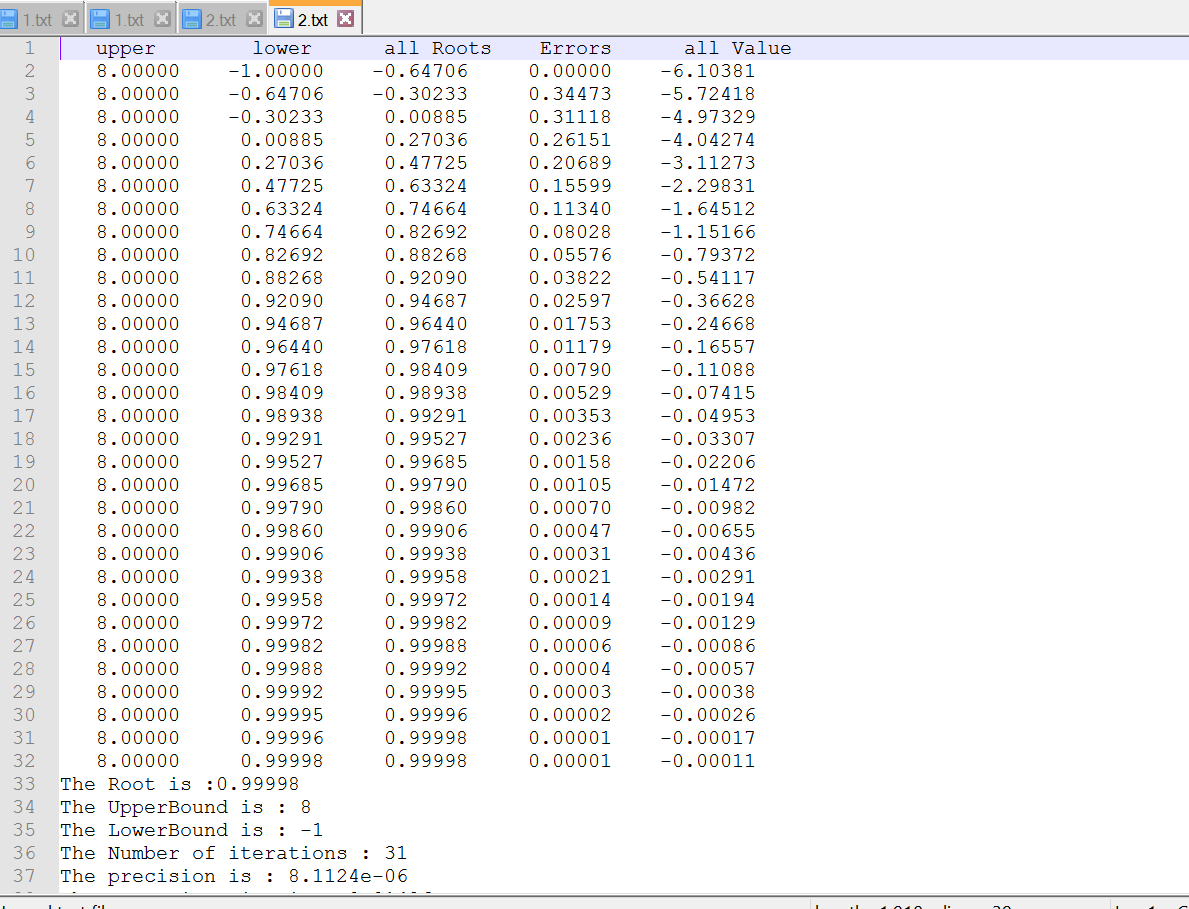 1.txt 1.txt 2.txt 2.txt
1 upper lower all Roots Errors all Value
2 8.00000 -1.00000 -0.64706 0.00000 -6.10381
3 8.00000 -0.64706 -0.30233 0.34473 -5.72418
4 8.00000 -0.30233 0.00885 0.31118 -4.97329
5 8.00000 0.00885 0.27036 0.26151 -4.04274
6 8.00000 0.27036 0.47725 0.20689 -3.11273
7 8.00000 0.47725 0.63324 0.15599 -2.29831
8 8.00000 0.63324 0.74664 0.11340 -1.64512
9 8.00000 0.74664 0.82692 0.08028 -1.15166
10 8.00000 0.82692 0.88268 0.05576 -0.79372
11 8.00000 0.88268 0.92090 0.03822 -0.54117
12 8.00000 0.92090 0.94687 0.02597 -0.36628
13 8.00000 0.94687 0.96440 0.01753 -0.24668
14 8.00000 0.96440 0.97618 0.01179 -0.16557
15 8.00000 0.97618 0.98409 0.00790 -0.11088
16 8.00000 0.98409 0.98938 0.00529 -0.07415
17 8.00000 0.98938 0.99291 0.00353 -0.04953
18 8.00000 0.99291 0.99527 0.00236 -0.03307
19 8.00000 0.99527 0.99685 0.00158 -0.02206
20 8.00000 0.99685 0.99790 0.00105 -0.01472
21 8.00000 0.99790 0.99860 0.00070 -0.00982
22 8.00000 0.99860 0.99906 0.00047 -0.00655
23 8.00000 0.99906 0.99938 0.00031 -0.00436
24 8.00000 0.99938 0.99958 0.00021 -0.00291
25 8.00000 0.99958 0.99972 0.00014 -0.00194
26 8.00000 0.99972 0.99982 0.00009 -0.00129
27 8.00000 0.99982 0.99988 0.00006 -0.00086
28 8.00000 0.99988 0.99992 0.00004 -0.00057
29 8.00000 0.99992 0.99995 0.00003 -0.00038
30 8.00000 0.99995 0.99996 0.00002 -0.00026
31 8.00000 0.99996 0.99998 0.00001 -0.00017
32 8.00000 0.99998 0.99998 0.00001 -0.00011
33 The Root is :0.99998
34 The UpperBound is : 8
35 The LowerBound is : -1
36 The Number of iterations : 31
37 The precision is : 8.1124e-06